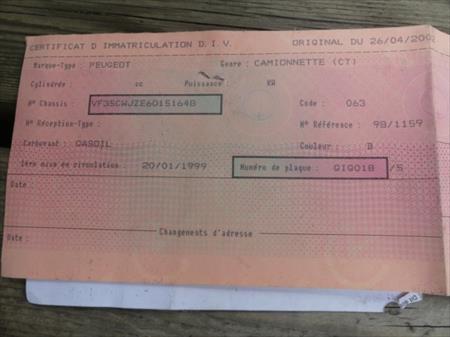 CERTIFICAT D IMMATRICULATION D.I.V. ORIGINAL DU 26/04/200
Marque-Type : PEUGEOT Genre : CAMIONNETTE (CT)
Cylindrée : cc Puissance : KW
N° Chassis : VF3SCWJZE6015164B Code : 063
N° Réception-Type : N° Référence : 98/1159
Carburant : GASOIL Couleur : B
1ère mise en circulation : 20/01/1999 Numéro de plaque : GIG018 /5
Date :
Changements d'adresse
Date :